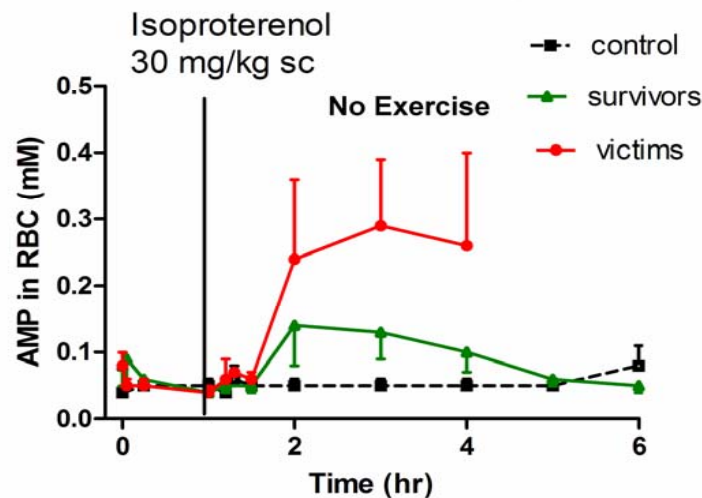 Isoproterenol
30 mg/kg sc
control
survivors
victims
No Exercise
AMP in RBC (mM)
0.5
0.4
0.3
0.2
0.1
0.0
0
2
4
6
Time (hr)